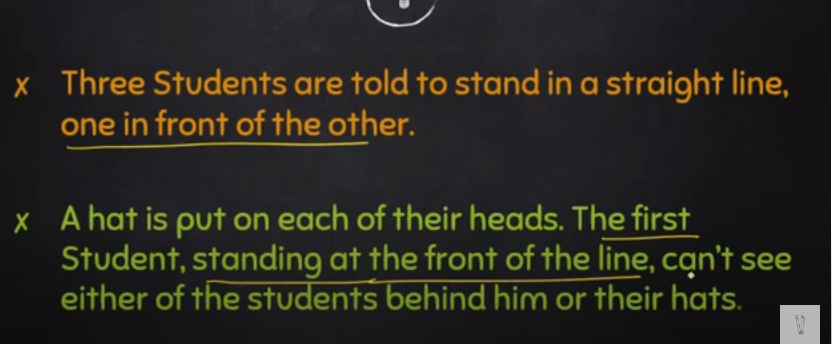 x Three Students are told to stand in a straight line,
one in front of the other.
x A hat is put on each of their heads. The first
Student, standing at the front of the line, can't see
either of the students behind him or their hats.